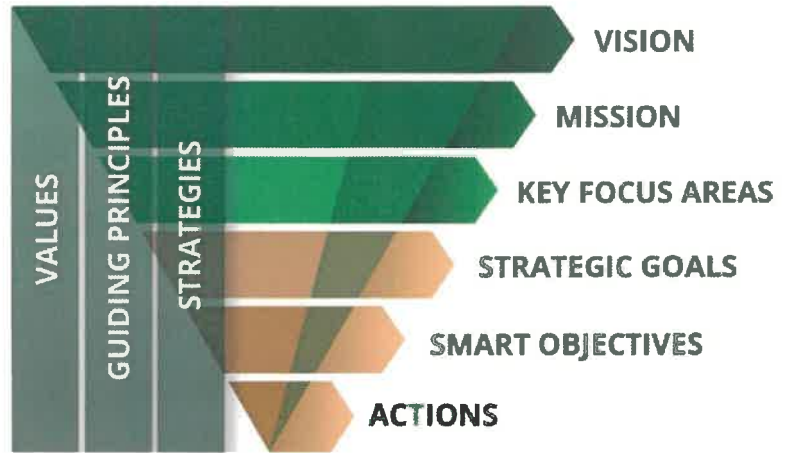 VISION
MISSION
KEY FOCUS AREAS
STRATEGIC GOALS
SMART OBJECTIVES
ACTIONS
VALUES
GUIDING PRINCIPLES
STRATEGIES